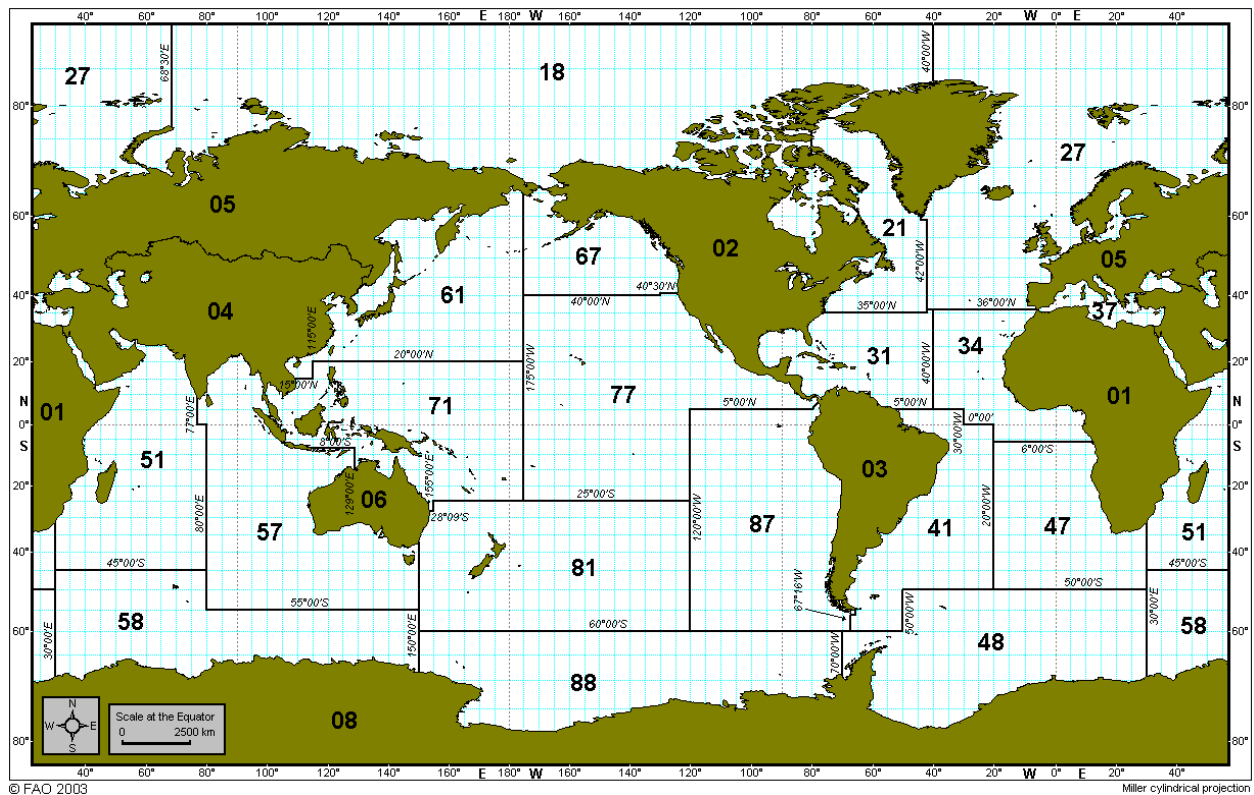 40° 60° 80° 100° 120° 140° 160° E 180° W 160° 140° 120° 100° 80° 60° 40° 20° W 0° E 20° 40°
27
68°30'E
18
40°00'W
80° 80°
27
05
60° 60°
21
02
67
42°00'W
05
61
40°30'N
40° 40°00'N 35°00'N 36°00'N 40°
37
04
115°00'E
34
31
20°00'N
20° 175°00'W 40°00'W 20°
15°00'N
77
01
N N
01 77°00'E 71 5°00'N 5°00'N
0° 0°00' 0°
S 8°00'S 30°00'W 6°00'S S
51
03
155°00'E
20° 129°00'E 06 25°00'S 20°
80°00'E
28°09'S
120°00'W
20°00'W
57 87 41 47 51
40° 40°
45°00'S 81 45°00'S
67°16'W
50°00'S
55°00'S
50°00'W
30°00'E
58 58
60° 60°00'S 60°
30°00'E
150°00'E
70°00'W
48
88
N
W E
S
Scale at the Equator
0 2500 km
08
80° 80°
40° 60° 80° 100° 120° 140° 160° E 180° W 160° 140° 120° 100° 80° 60° 40° 20° W 0° E 20° 40°
© FAO 2003 Miller cylindrical projection